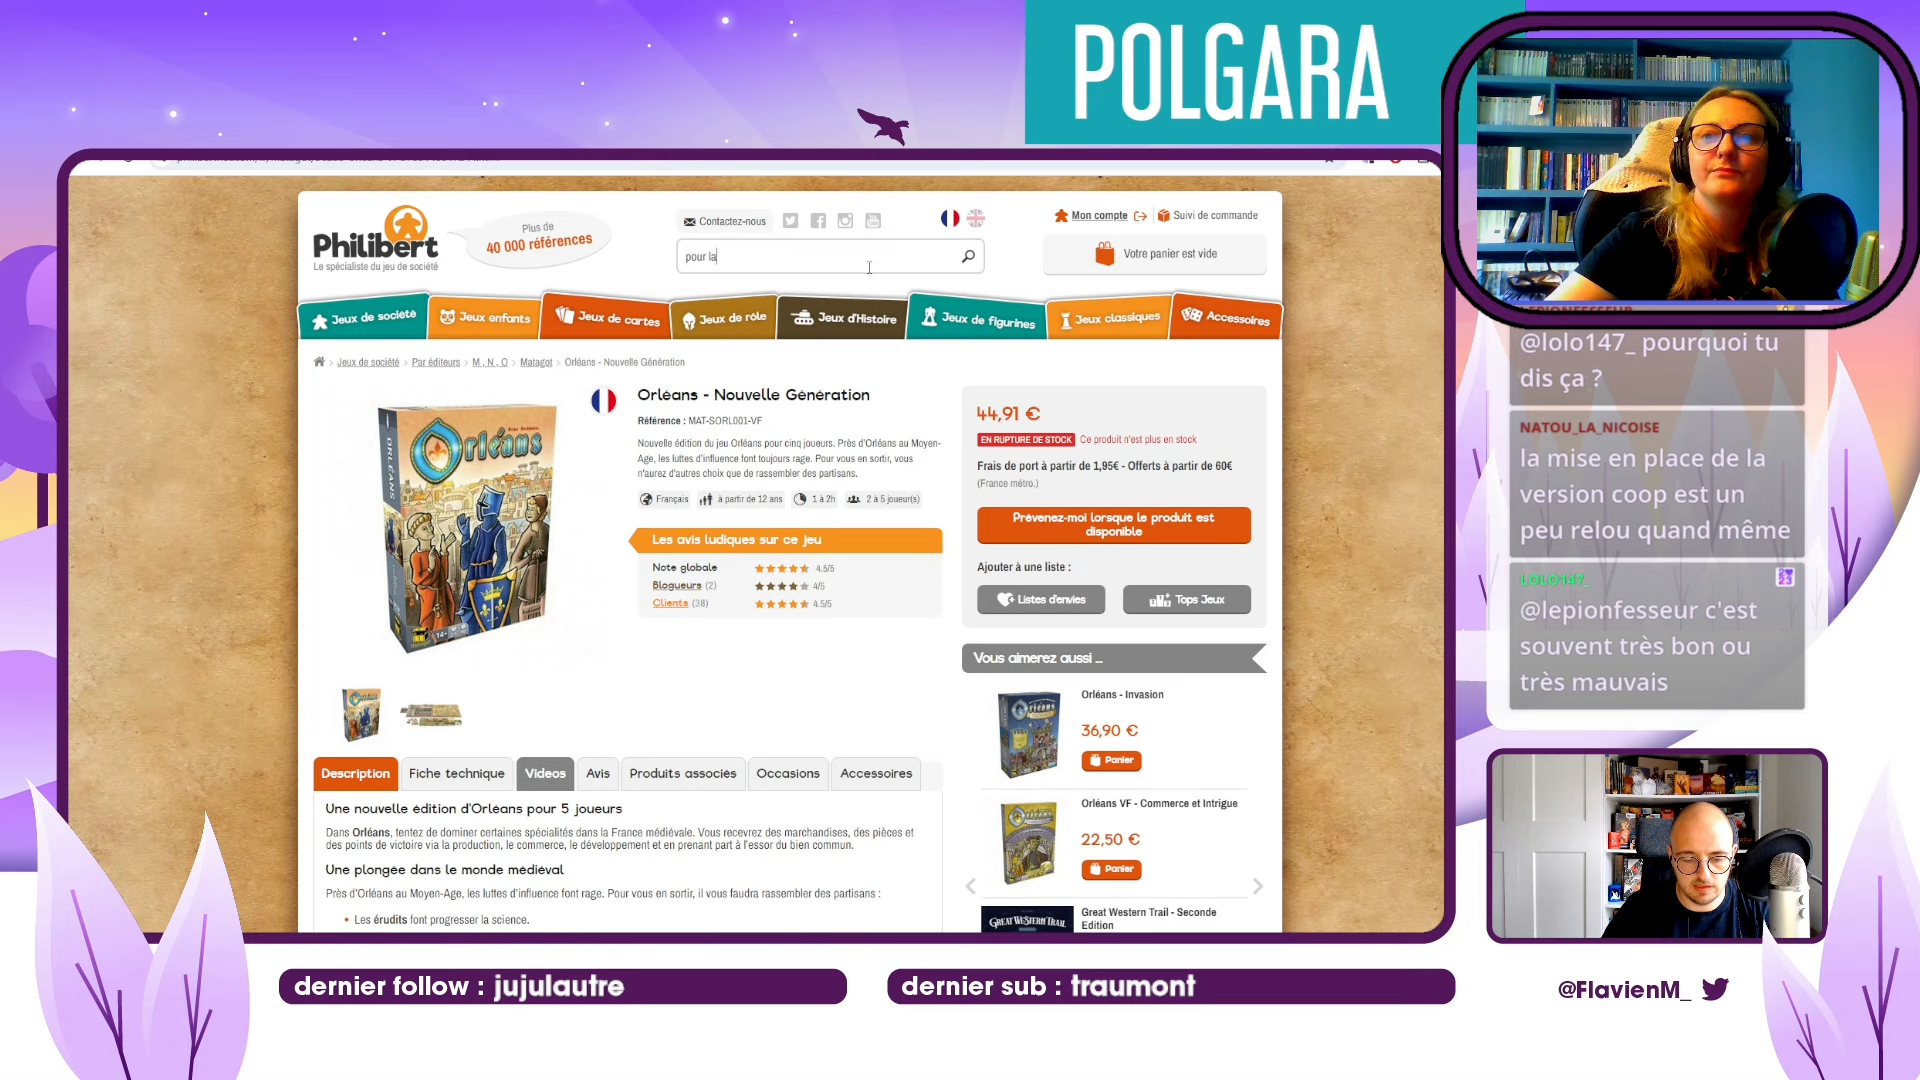 POLGARA
Philibert
Le spécialiste du jeu de société
Plus de
40 000 références
Contactez-nous
pour la
Mon compte
Suivi de commande
Votre panier est vide
Jeux de société
Jeux enfants
Jeux de cartes
Jeux de rôle
Jeux d'Histoire
Jeux de figurines
Jeux classiques
Accessoires
> Jeux de société > Par éditeurs > M , N , O > Matagot > Orléans - Nouvelle Génération
Orléans
ORLÉANS
14+
Orléans - Nouvelle Génération
Référence : MAT-SORL001-VF
Nouvelle édition du jeu Orléans pour cinq joueurs. Près d'Orléans au Moyen-
Age, les luttes d'influence font toujours rage. Pour vous en sortir, vous
n'aurez d'autres choix que de rassembler des partisans.
Français
à partir de 12 ans
1 à 2h
2 à 5 joueur(s)
Les avis ludiques sur ce jeu
Note globale 4.5/5
Blogueurs (2) 4/5
Clients (38) 4.5/5
44,91 €
EN RUPTURE DE STOCK Ce produit n'est plus en stock
Frais de port à partir de 1,95€ - Offerts à partir de 60€
(France métro.)
Prévenez-moi lorsque le produit est
disponible
Ajouter à une liste :
Listes d'envies
Tops Jeux
Vous aimerez aussi ...
Orléans - Invasion
36,90 €
Panier
Orléans VF - Commerce et Intrigue
22,50 €
Panier
GREAT WESTERN TRAIL
Great Western Trail - Seconde
Edition
Description
Fiche technique
Videos
Avis
Produits associés
Occasions
Accessoires
Une nouvelle édition d'Orléans pour 5 joueurs
Dans Orléans, tentez de dominer certaines spécialités dans la France médiévale. Vous recevrez des marchandises, des pièces et
des points de victoire via la production, le commerce, le développement et en prenant part à l'essor du bien commun.
Une plongée dans le monde médiéval
Près d'Orléans au Moyen-Age, les luttes d'influence font rage. Pour vous en sortir, il vous faudra rassembler des partisans :
• Les érudits font progresser la science.
@lolo147_ pourquoi tu
dis ça ?
NATOU_LA_NICOISE
la mise en place de la
version coop est un
peu relou quand même
LOLO147_
@lepionfesseur c'est
souvent très bon ou
très mauvais
dernier follow : jujulautre
dernier sub : traumont
@FlavienM_